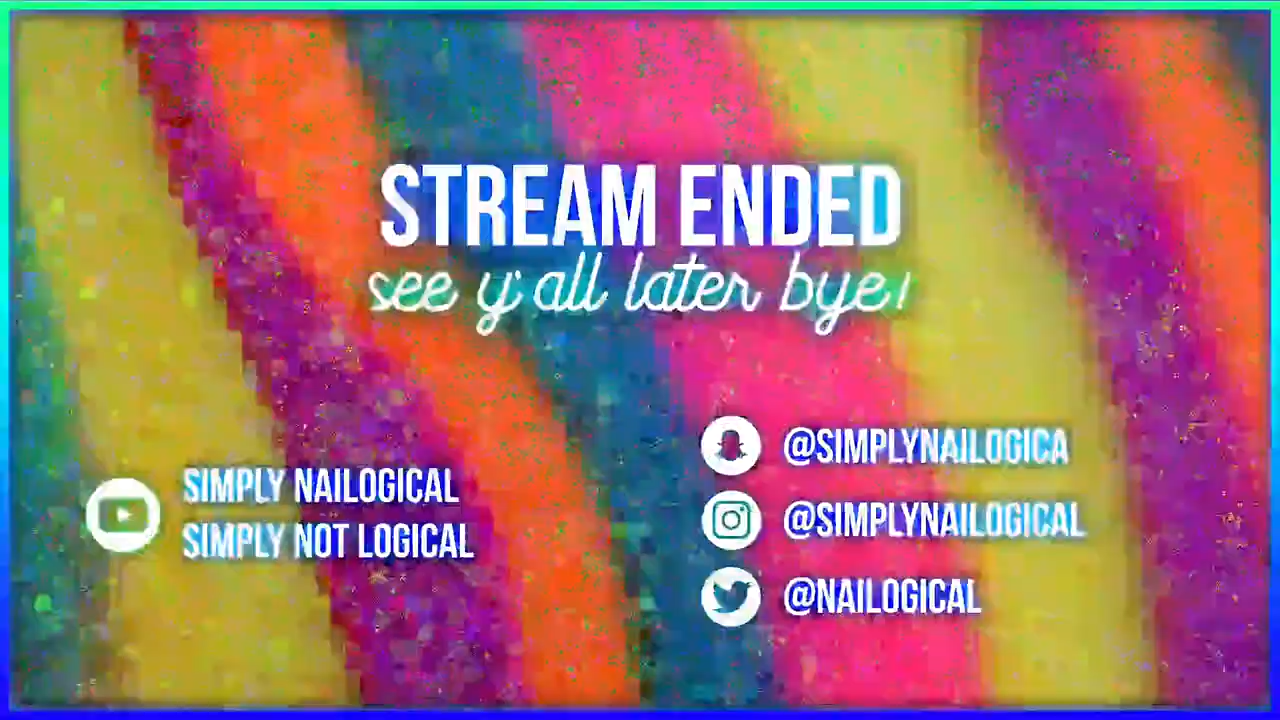 STREAM ENDED
see y'all later bye!
SIMPLY NAILOGICAL
SIMPLY NOT LOGICAL
@SIMPLYNAILOGICA
@SIMPLYNAILOGICAL
@NAILOGICAL